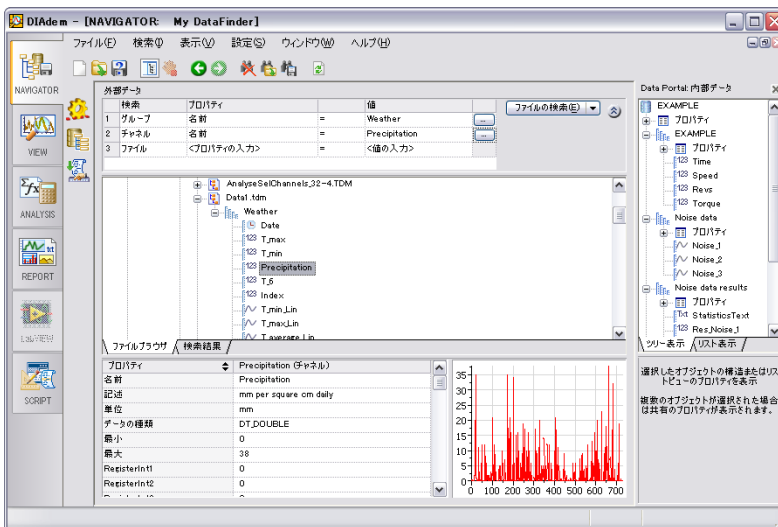 DIAdem - [NAVIGATOR: My DataFinder]
ファイル(F) 検索(I) 表示(V) 設定(S) ウィンドウ(W) ヘルプ(H)
NAVIGATOR
VIEW
ANALYSIS
REPORT
LabVIEW
SCRIPT
外部データ
検索 プロパティ 値
1 グループ 名前 = Weather ...
2 チャネル 名前 = Precipitation ...
3 ファイル <プロパティの入力> = <値の入力>
ファイルの検索(E)
AnalyseSelChannels_32-4.TDM
Data1.tdm
Weather
Date
123 T_max
123 T_min
123 Precipitation
123 T_6
123 Index
T_min_Lin
T_max_Lin
T_average_Lin
ファイルブラウザ 検索結果
プロパティ Precipitation (チャネル)
名前 Precipitation
記述 mm per square cm daily
単位 mm
データの種類 DT_DOUBLE
最小 0
最大 38
RegisterInt1 0
RegisterInt2 0
35
30
25
20
15
10
5
0
0 100 200 300 400 500 600 700
Data Portal: 内部データ
EXAMPLE
プロパティ
EXAMPLE
プロパティ
123 Time
123 Speed
123 Revs
123 Torque
Noise data
プロパティ
Noise_1
Noise_2
Noise_3
Noise data results
プロパティ
Txt StatisticsText
123 Res_Noise_1
ツリー表示 リスト表示
選択したオブジェクトの構造またはリス
トビューのプロパティを表示
複数のオブジェクトが選択された場合
は共有のプロパティが表示されます。